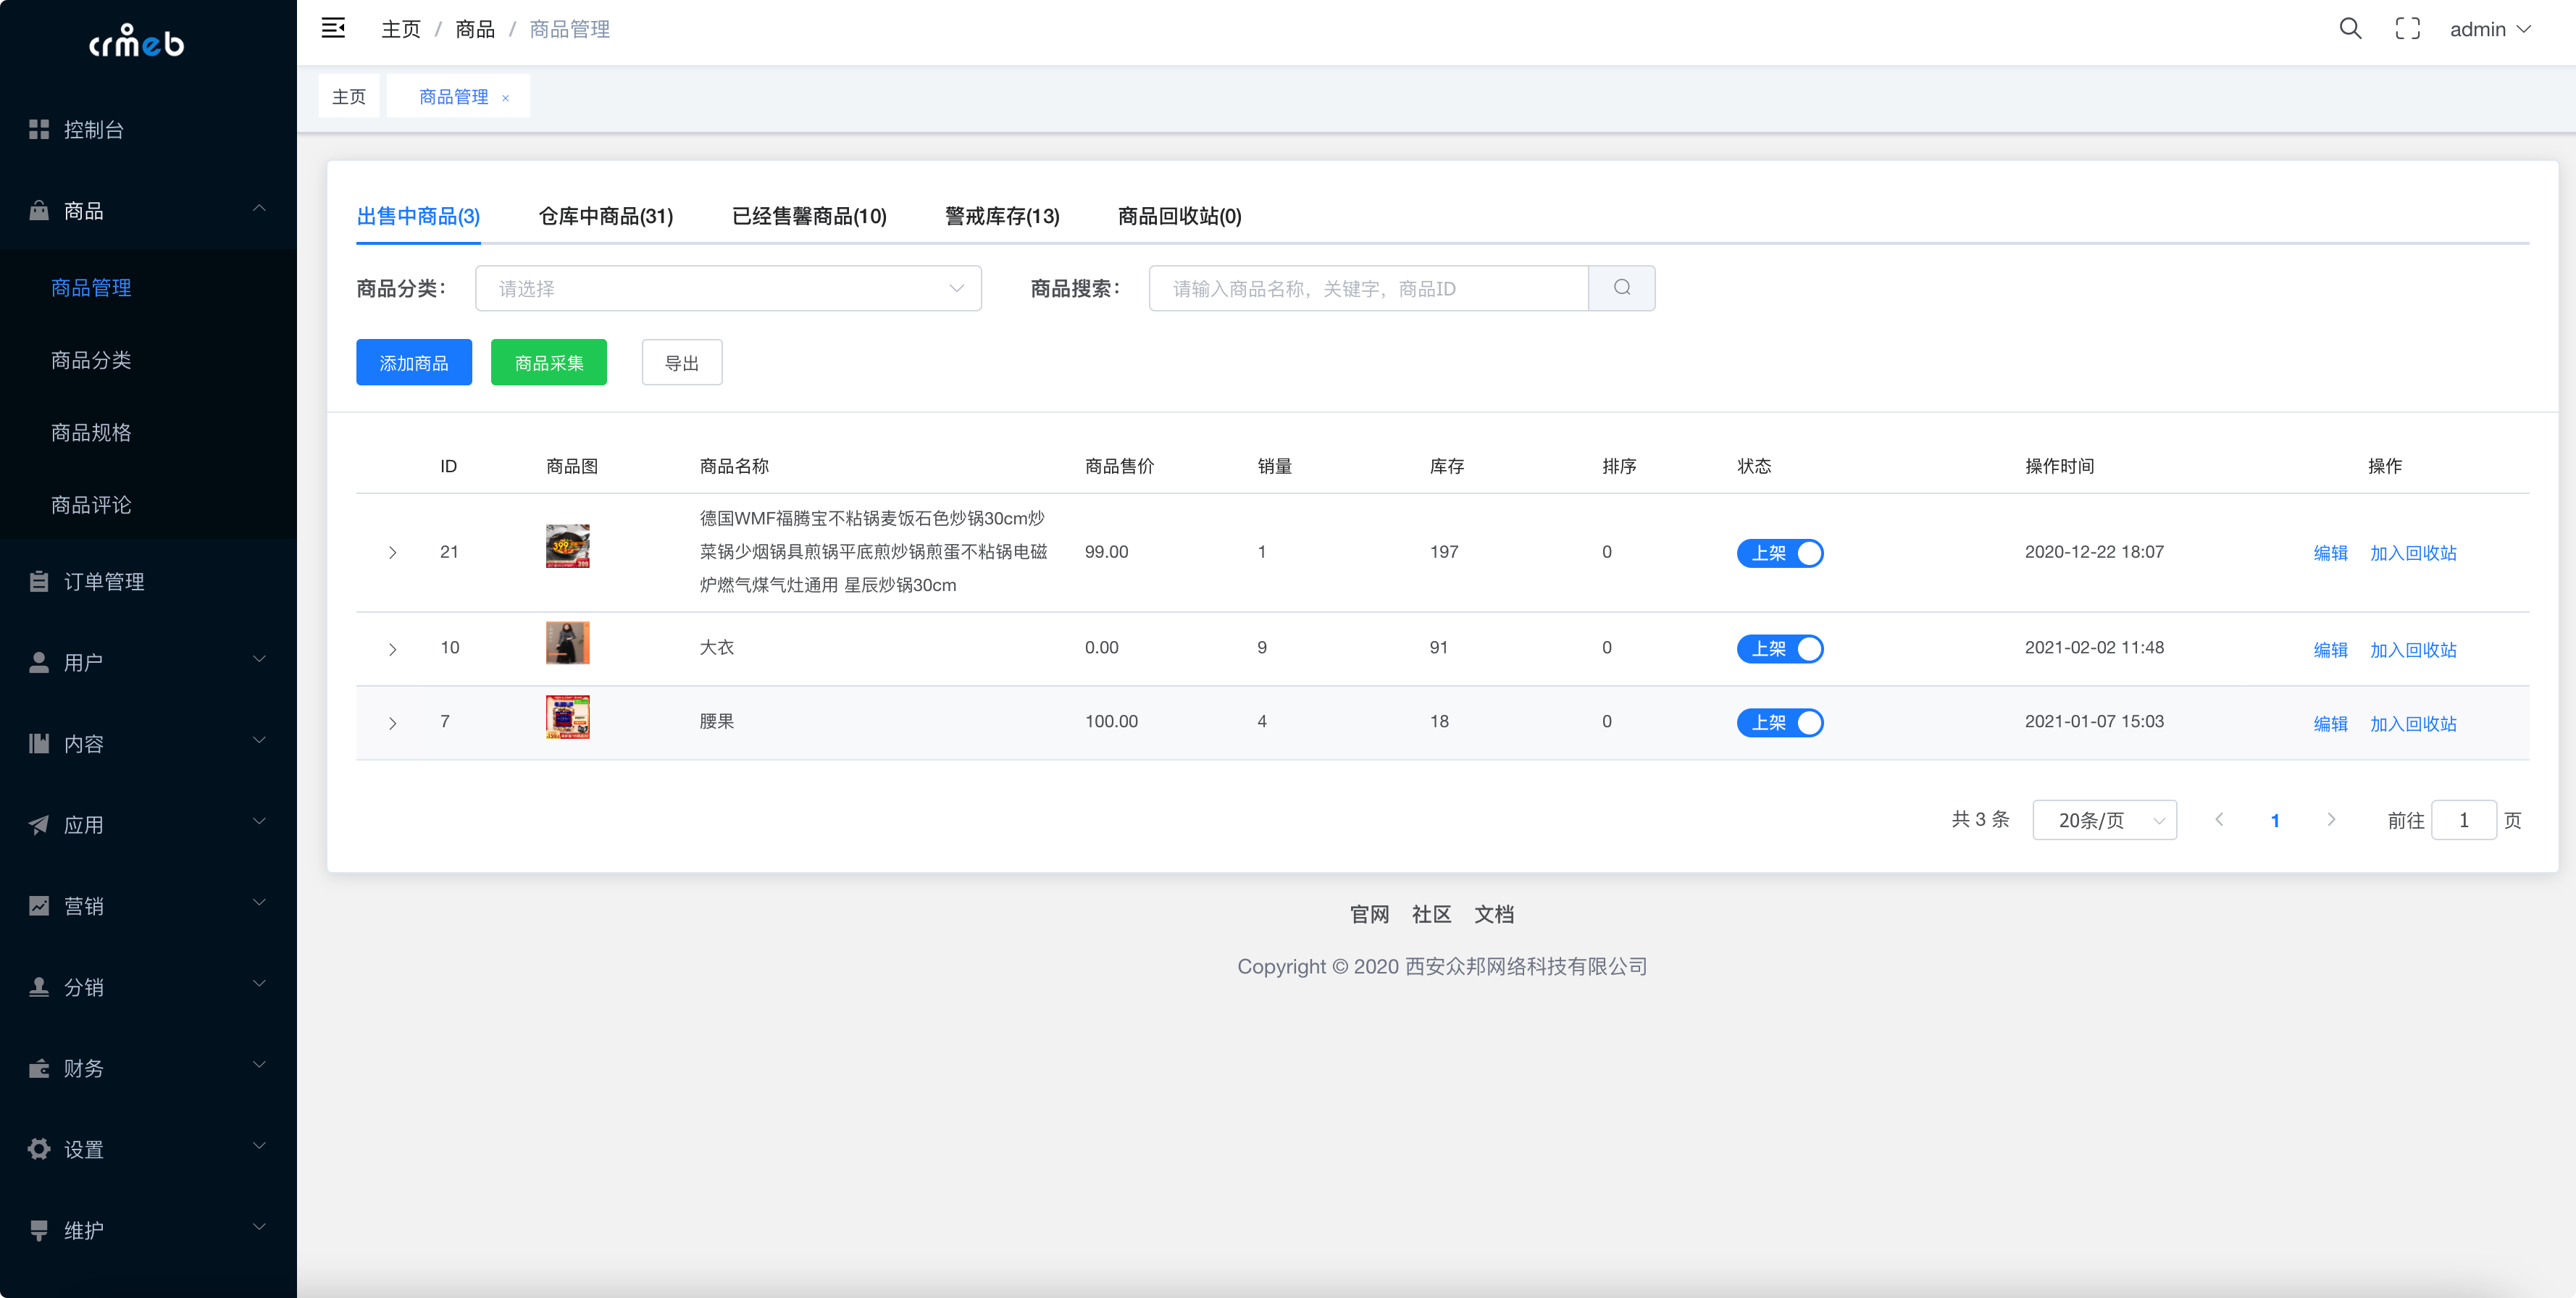 crmeb
控制台
商品
商品管理
商品分类
商品规格
商品评论
订单管理
用户
内容
应用
营销
分销
财务
设置
维护
主页 / 商品 / 商品管理
admin
主页 商品管理 ×
出售中商品(3) 仓库中商品(31) 已经售馨商品(10) 警戒库存(13) 商品回收站(0)
商品分类： 请选择 商品搜索： 请输入商品名称，关键字，商品ID
添加商品 商品采集 导出
ID 商品图 商品名称 商品售价 销量 库存 排序 状态 操作时间 操作
德国WMF福腾宝不粘锅麦饭石色炒锅30cm炒
21 399 菜锅少烟锅具煎锅平底煎炒锅煎蛋不粘锅电磁 99.00 1 197 0 上架 2020-12-22 18:07 编辑 加入回收站
炉燃气煤气灶通用 星辰炒锅30cm
10 大衣 0.00 9 91 0 上架 2021-02-02 11:48 编辑 加入回收站
7 腰果 100.00 4 18 0 上架 2021-01-07 15:03 编辑 加入回收站
共 3 条 20条/页 1 前往 1 页
官网 社区 文档
Copyright © 2020 西安众邦网络科技有限公司